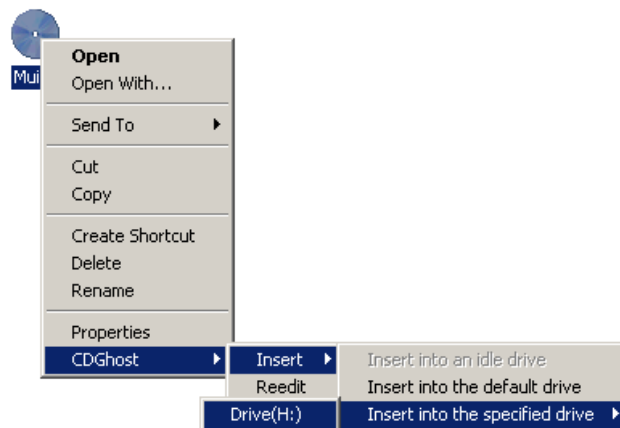 Mui
Open
Open With...
Send To
Cut
Copy
Create Shortcut
Delete
Rename
Properties
CDGhost
Insert
Insert into an idle drive
Reedit
Insert into the default drive
Drive(H:)
Insert into the specified drive